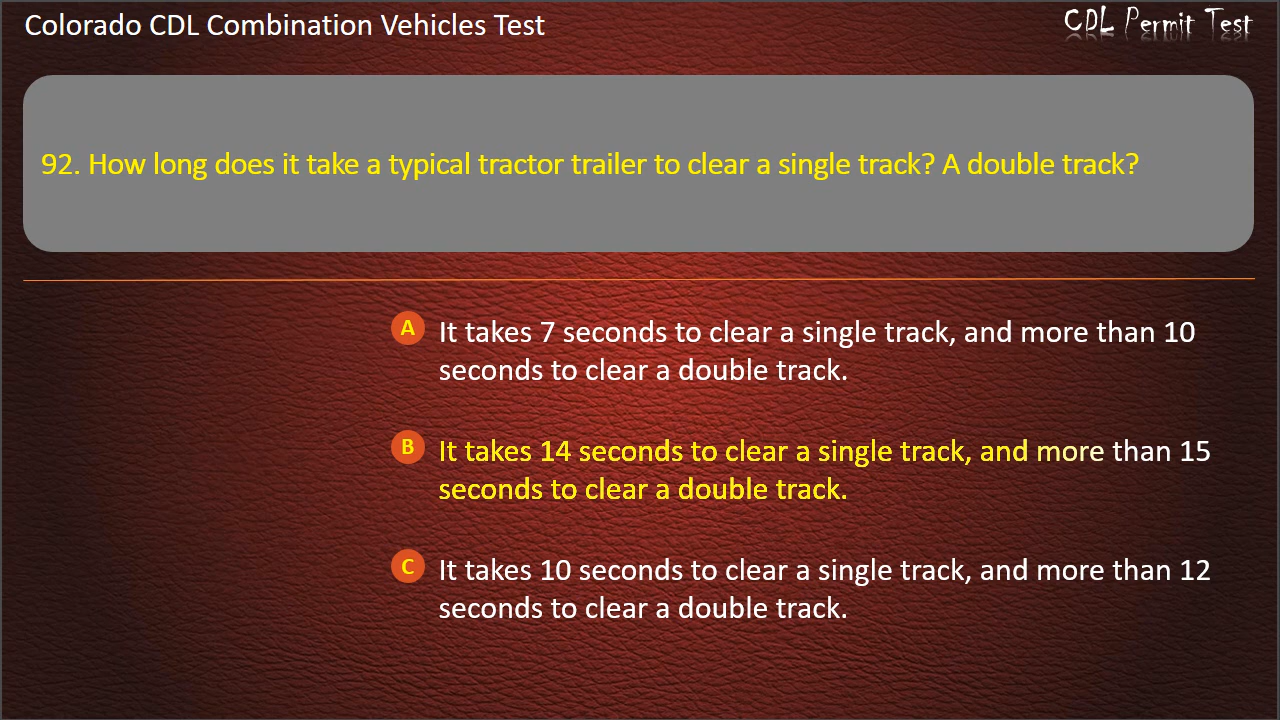 Colorado CDL Combination Vehicles Test
CDL Permit Test
92. How long does it take a typical tractor trailer to clear a single track? A double track?
A It takes 7 seconds to clear a single track, and more than 10
seconds to clear a double track.
B It takes 14 seconds to clear a single track, and more than 15
seconds to clear a double track.
C It takes 10 seconds to clear a single track, and more than 12
seconds to clear a double track.